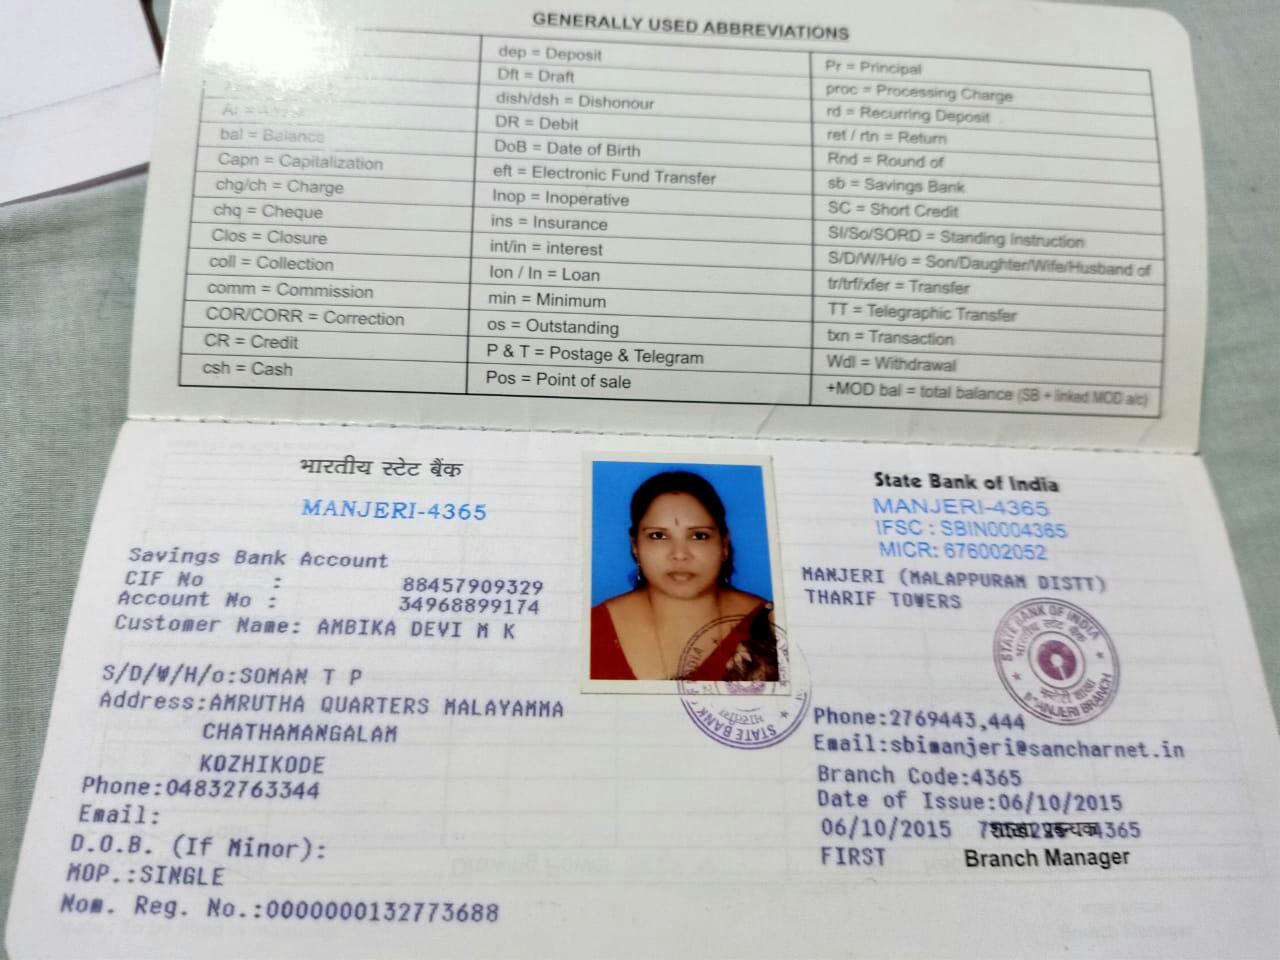 GENERALLY USED ABBREVIATIONS
bal = Balance
Capn = Capitalization
chg/ch = Charge
chq = Cheque
Clos = Closure
coll = Collection
comm = Commission
COR/CORR = Correction
CR = Credit
csh = Cash
dep = Deposit
Dft = Draft
dish/dsh = Dishonour
DR = Debit
DoB = Date of Birth
eft = Electronic Fund Transfer
Inop = Inoperative
ins = Insurance
int/in = interest
lon / ln = Loan
min = Minimum
os = Outstanding
P & T = Postage & Telegram
Pos = Point of sale
Pr = Principal
proc = Processing Charge
rd = Recurring Deposit
ret / rtn = Return
Rnd = Round of
sb = Savings Bank
SC = Short Credit
SI/So/SORD = Standing Instruction
S/D/W/H/o = Son/Daughter/Wife/Husband of
tr/trf/xfer = Transfer
TT = Telegraphic Transfer
txn = Transaction
Wdl = Withdrawal
+MOD bal = total balance (SB + linked MOD a/c)
भारतीय स्टेट बैंक
MANJERI-4365
Savings Bank Account
CIF No : 88457909329
Account No : 34968899174
Customer Name: AMBIKA DEVI M K
S/D/W/H/o:SOMAN T P
Address:AMRUTHA QUARTERS MALAYAMMA
CHATHAMANGALAM
KOZHIKODE
Phone:04832763344
Email:
D.O.B. (If Minor):
MOP.:SINGLE
Nom. Reg. No.:0000000132773688
State Bank of India
MANJERI-4365
IFSC : SBIN0004365
MICR: 676002052
MANJERI (MALAPPURAM DISTT)
THARIF TOWERS
STATE BANK OF INDIA
भारतीय स्टेट बैंक
MANJERI BRANCH
STATE BANK
Phone:2769443,444
Email:sbimanjeri@sancharnet.in
Branch Code:4365
Date of Issue:06/10/2015
06/10/2015
शाखा प्रबन्धक
FIRST Branch Manager